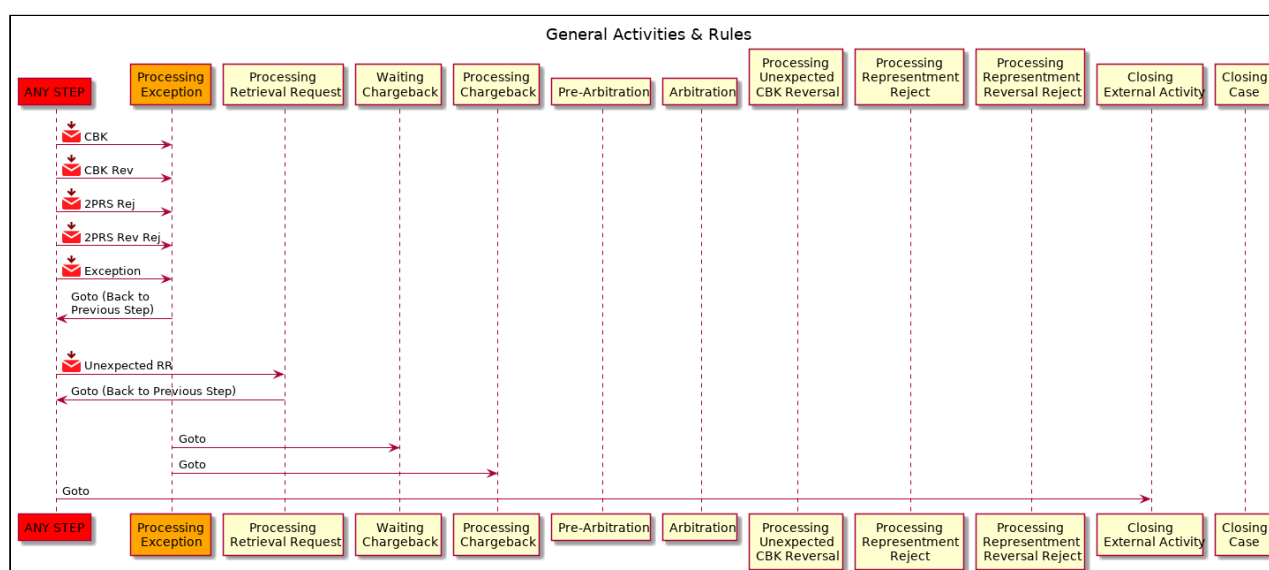 General Activities & Rules
ANY STEP
Processing
Exception
Processing
Retrieval Request
Waiting
Chargeback
Processing
Chargeback
Pre-Arbitration
Arbitration
Processing
Unexpected
CBK Reversal
Processing
Representment
Reject
Processing
Representment
Reversal Reject
Closing
External Activity
Closing
Case
CBK
CBK Rev
2PRS Rej
2PRS Rev Rej
Exception
Goto (Back to
Previous Step)
Unexpected RR
Goto (Back to Previous Step)
Goto
Goto
Goto
ANY STEP
Processing
Exception
Processing
Retrieval Request
Waiting
Chargeback
Processing
Chargeback
Pre-Arbitration
Arbitration
Processing
Unexpected
CBK Reversal
Processing
Representment
Reject
Processing
Representment
Reversal Reject
Closing
External Activity
Closing
Case